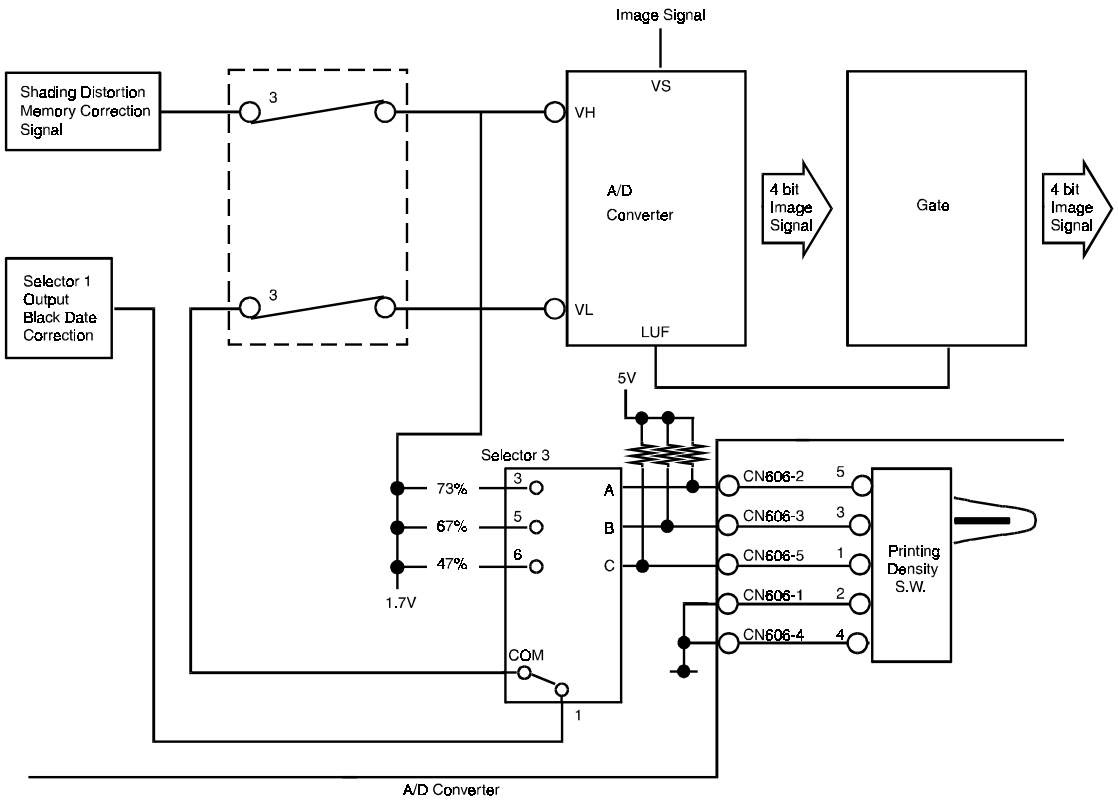 Image Signal
Shading Distortion
Memory Correction
Signal
3
VH
VS
A/D
Converter
4 bit
Image
Signal
Gate
4 bit
Image
Signal
Selector 1
Output
Black Date
Correction
3
VL
LUF
5V
Selector 3
73%
3
A
CN606-2
5
67%
5
B
CN606-3
3
47%
6
C
CN606-5
1
1.7V
CN606-1
2
CN606-4
4
Printing
Density
S.W.
COM
1
A/D Converter